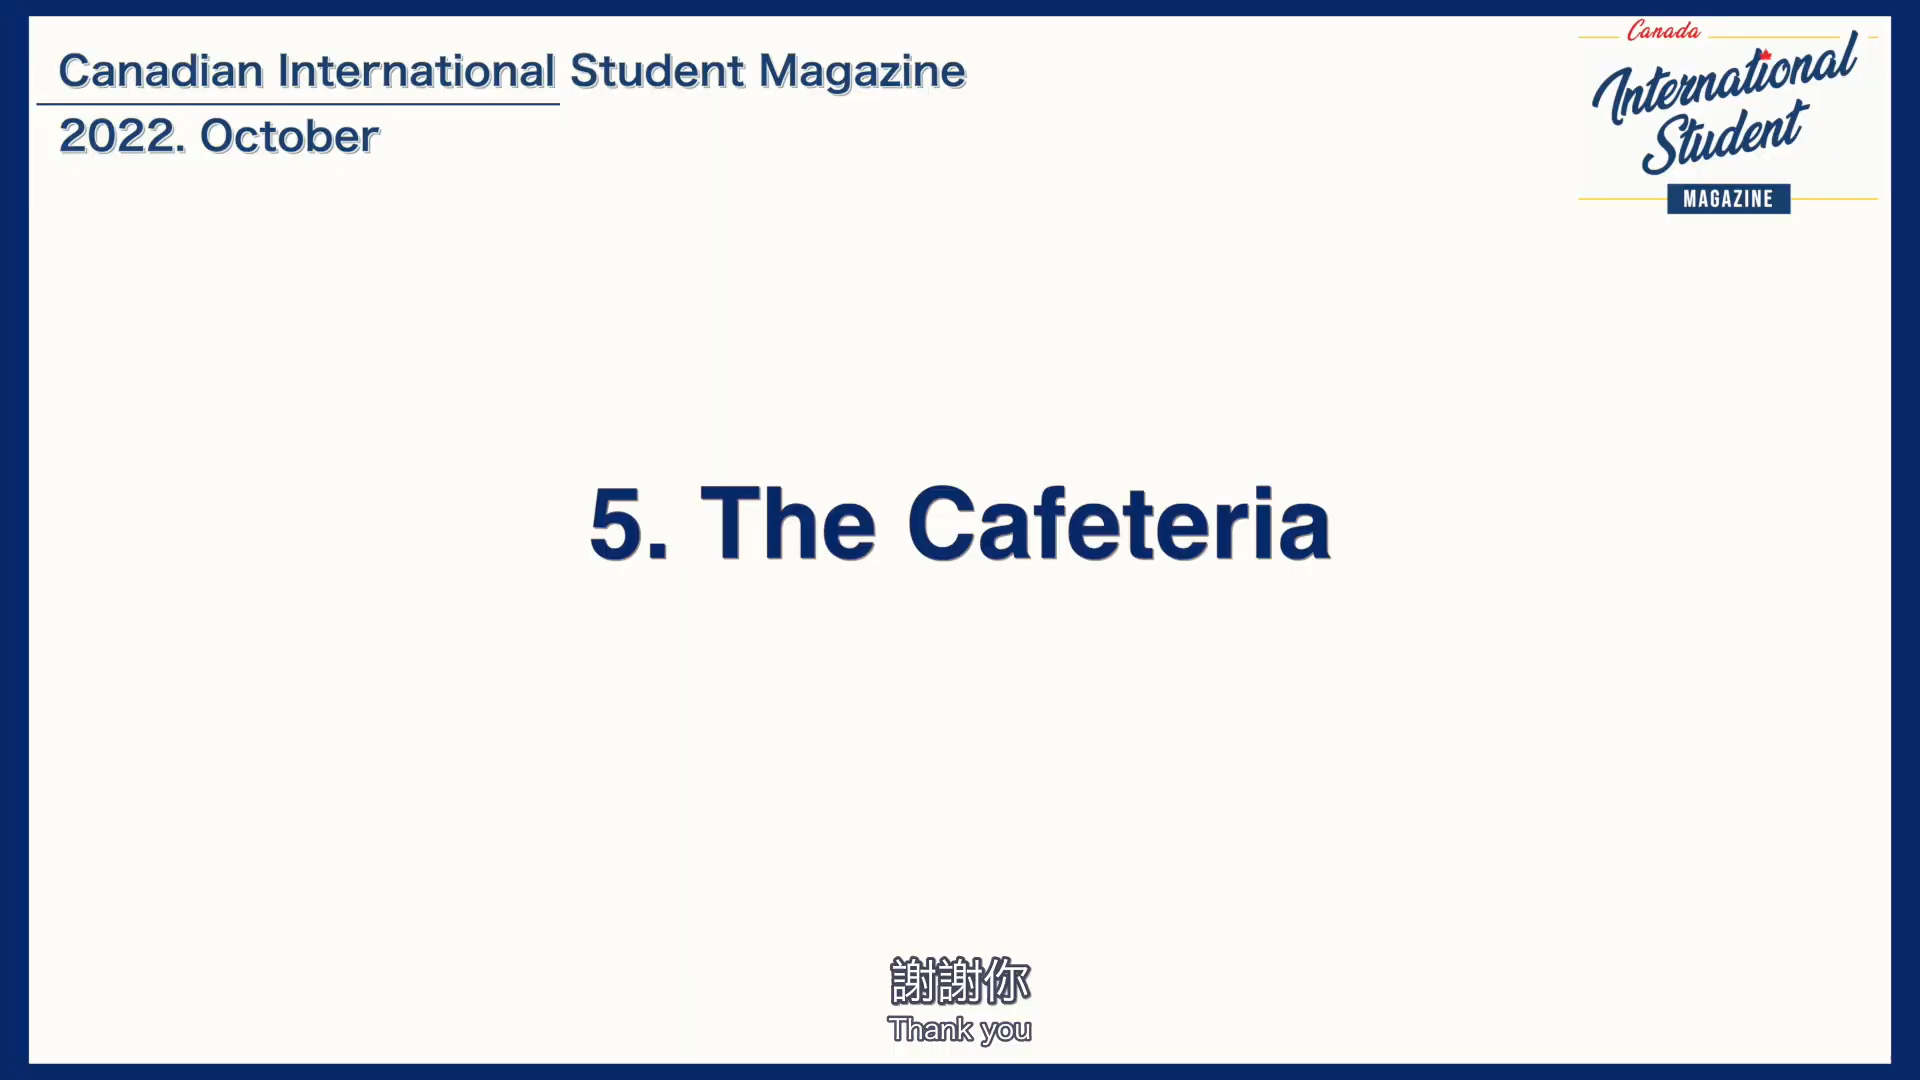 Canadian International Student Magazine
2022. October
Canada
International
Student
MAGAZINE
5. The Cafeteria
謝謝你
Thank you